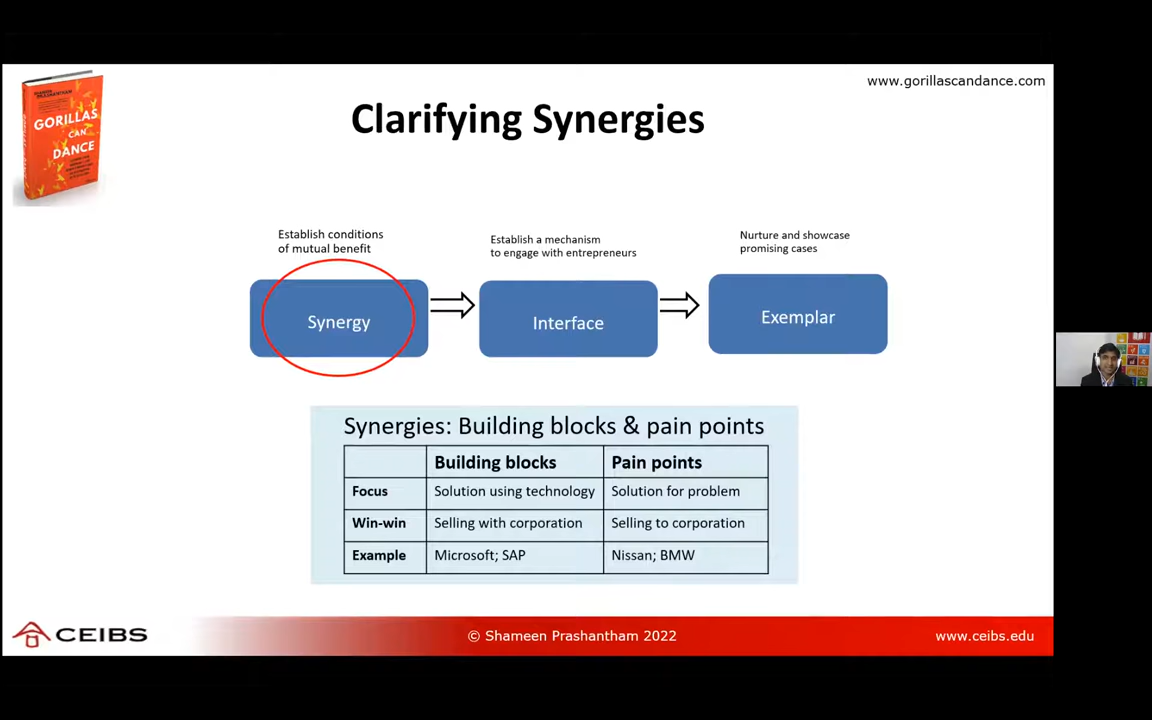 www.gorillascandance.com
GORILLAS
CAN
DANCE
Clarifying Synergies
Establish conditions
of mutual benefit
Establish a mechanism
to engage with entrepreneurs
Nurture and showcase
promising cases
Synergy
Interface
Exemplar
Synergies: Building blocks & pain points
Building blocks Pain points
Focus Solution using technology Solution for problem
Win-win Selling with corporation Selling to corporation
Example Microsoft; SAP Nissan; BMW
CEIBS
© Shameen Prashantham 2022
www.ceibs.edu